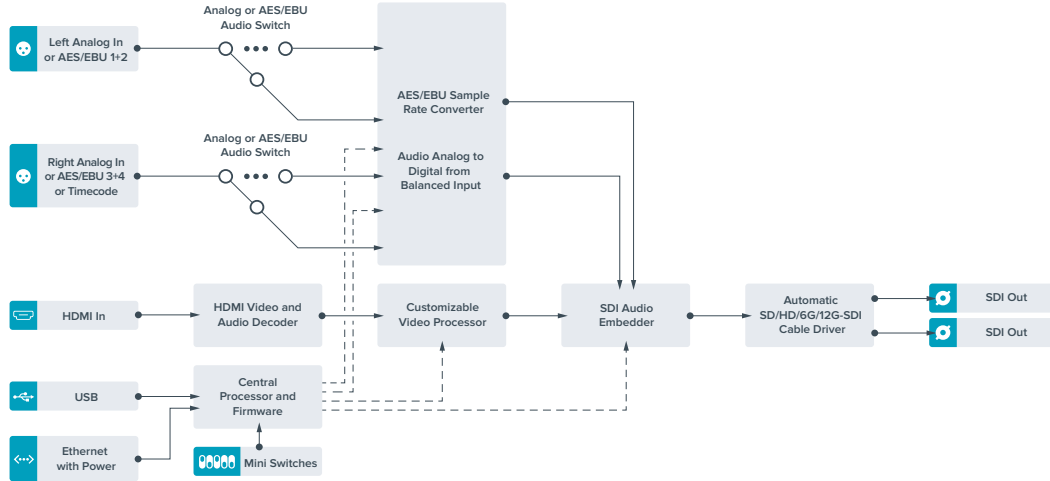 Analog or AES/EBU
Audio Switch
Left Analog In
or AES/EBU 1+2
AES/EBU Sample
Rate Converter
Analog or AES/EBU
Audio Switch
Right Analog In
or AES/EBU 3+4
or Timecode
Audio Analog to
Digital from
Balanced Input
HDMI In
HDMI Video and
Audio Decoder
Customizable
Video Processor
SDI Audio
Embedder
Automatic
SD/HD/6G/12G-SDI
Cable Driver
SDI Out
SDI Out
USB
Central
Processor and
Firmware
Ethernet
with Power
Mini Switches